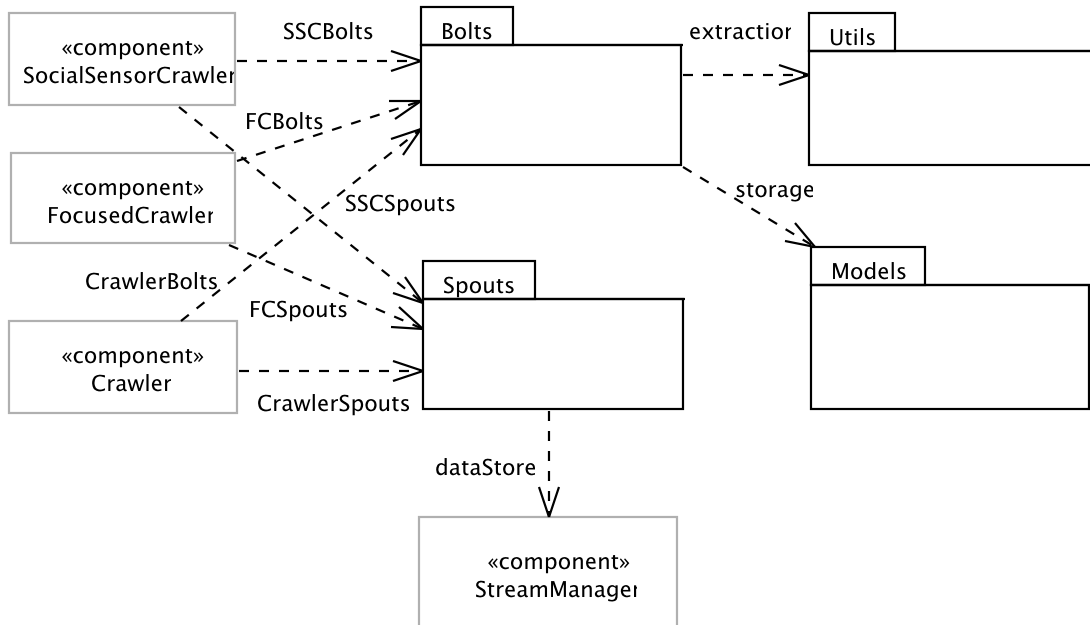 SSCBolts
Bolts
extraction
Utils
«component»
SocialSensorCrawler
FCBolts
«component»
FocusedCrawler
SSCSpouts
storage
CrawlerBolts
Spouts
Models
FCSpouts
«component»
Crawler
CrawlerSpouts
dataStore
«component»
StreamManager